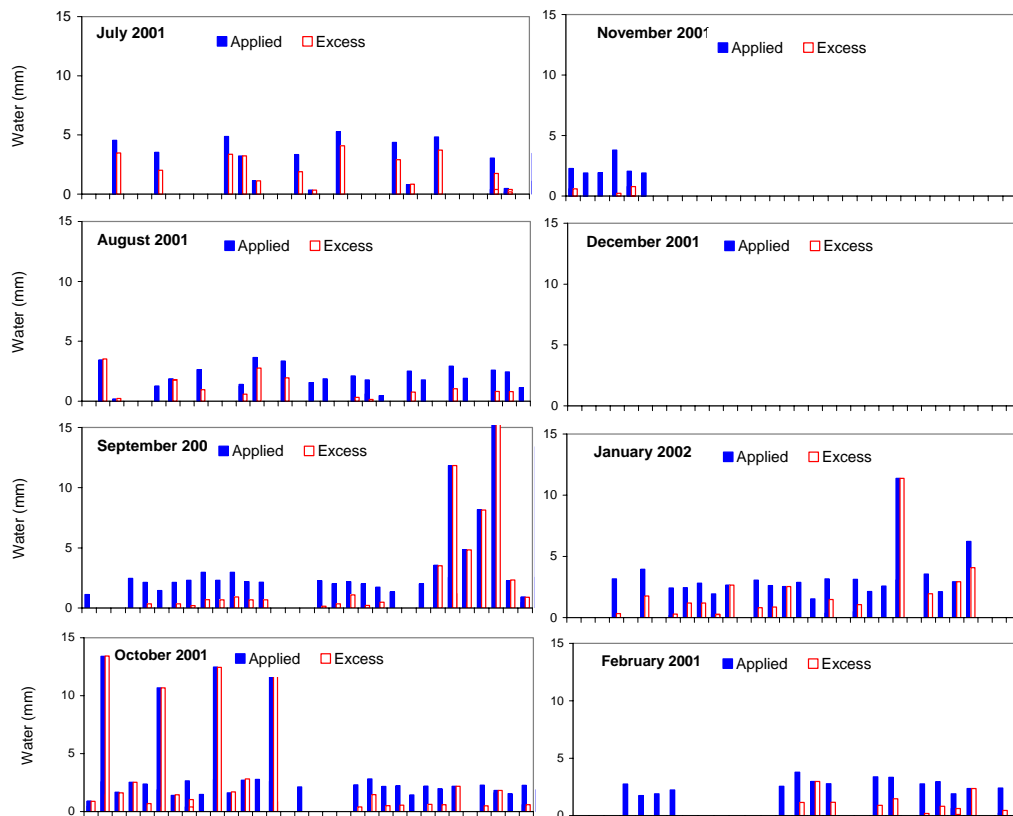 15
July 2001
Applied
Excess
10
Water (mm)
5
0
15
November 2001
Applied
Excess
10
5
0
15
August 2001
Applied
Excess
10
Water (mm)
5
0
15
December 2001
Applied
Excess
10
5
0
15
September 200
Applied
Excess
10
Water (mm)
5
0
15
January 2002
Applied
Excess
10
5
0
15
October 2001
Applied
Excess
10
Water (mm)
5
0
15
February 2001
Applied
Excess
10
5
0